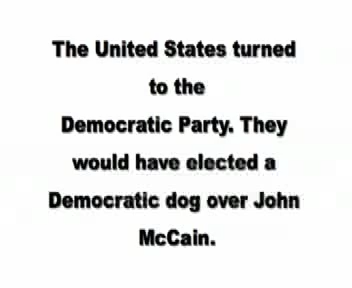 The United States turned
to the
Democratic Party. They
would have elected a
Democratic dog over John
McCain.